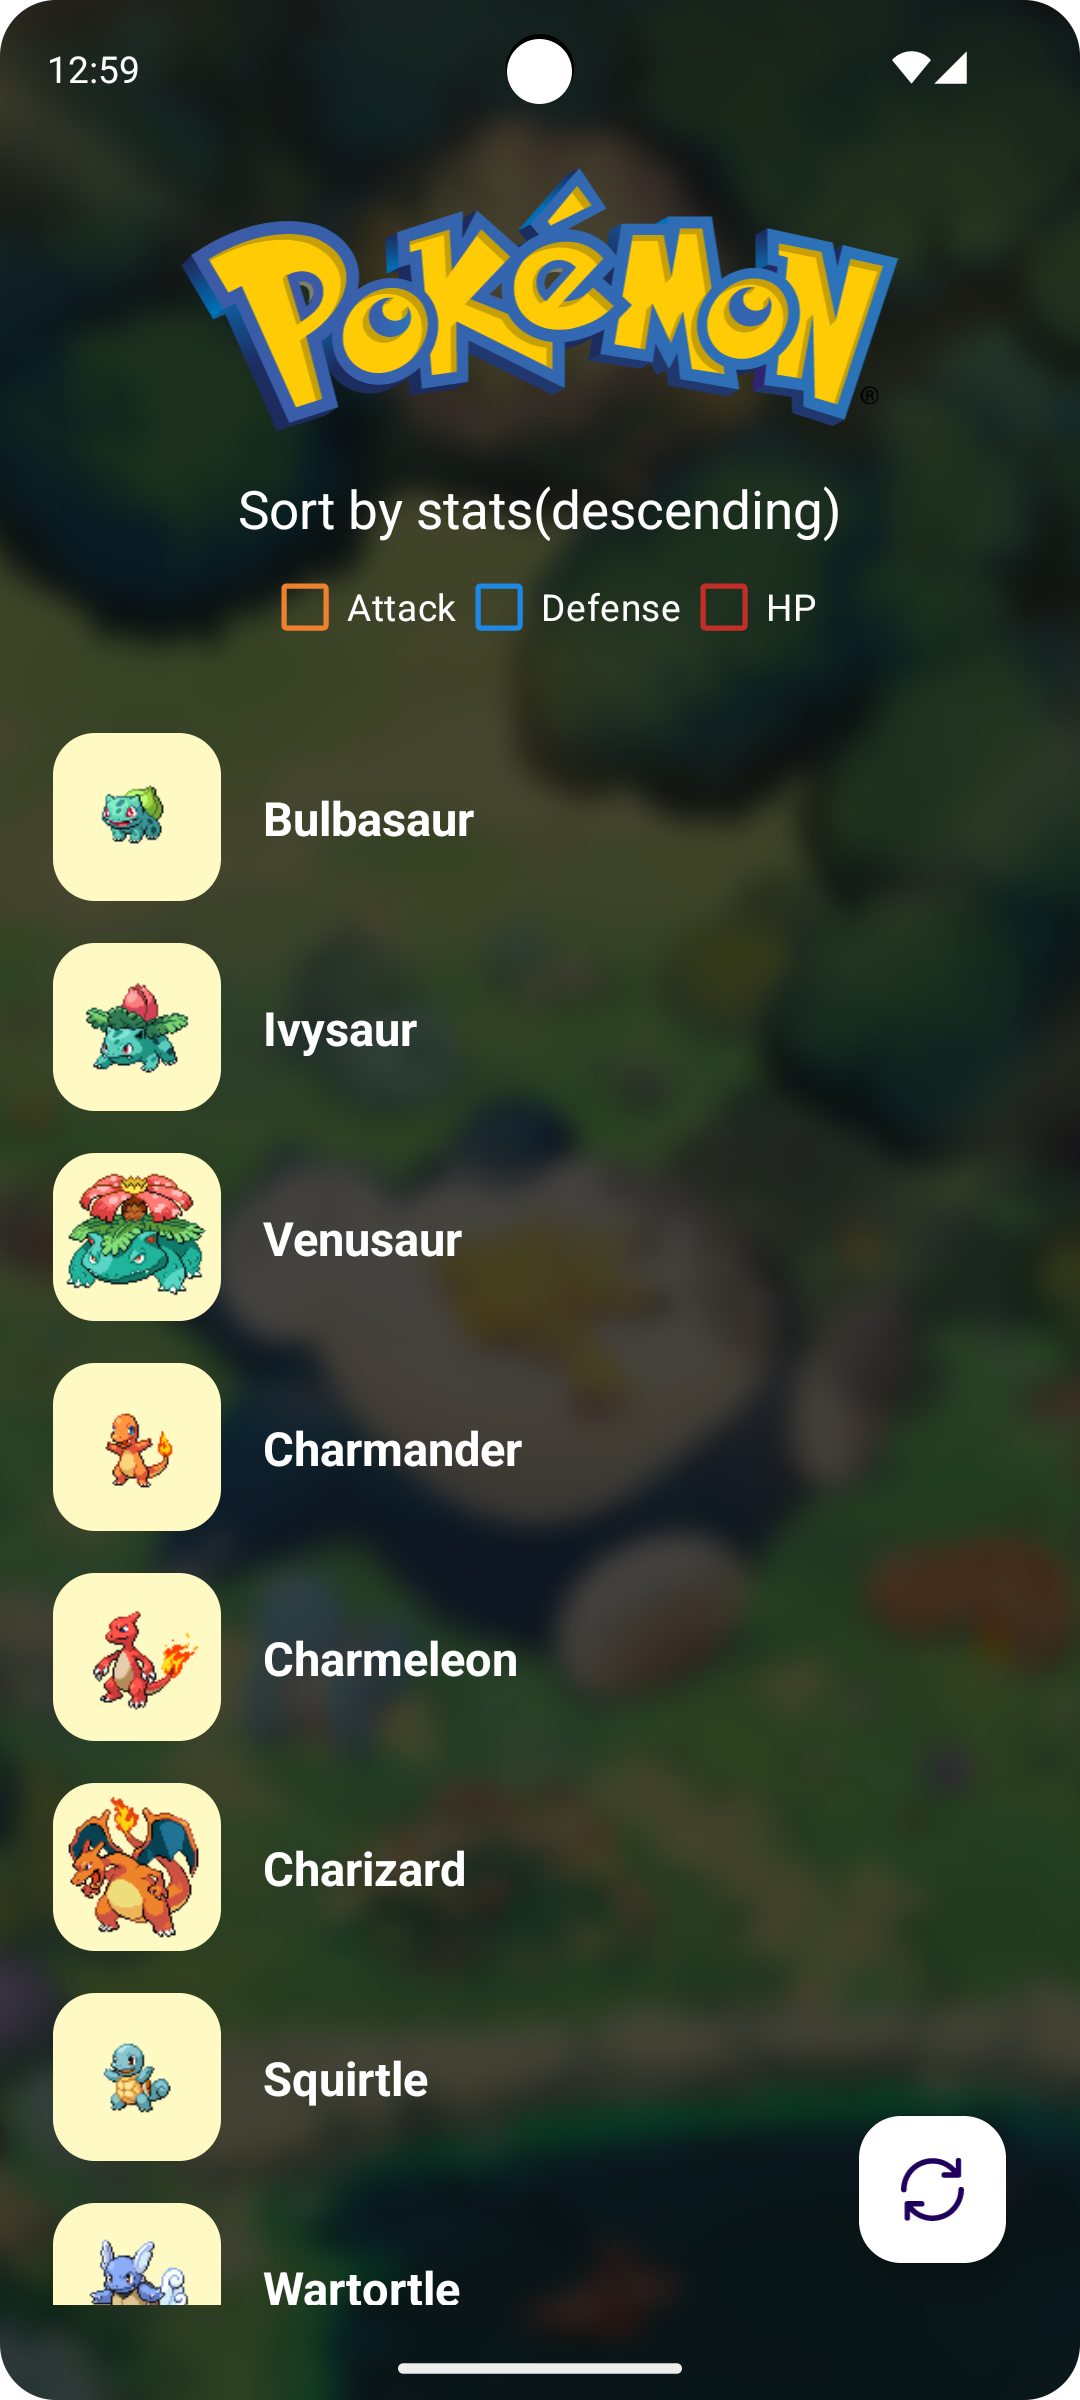 12:59
POKéMON
®
Sort by stats(descending)
Attack Defense HP
Bulbasaur
Ivysaur
Venusaur
Charmander
Charmeleon
Charizard
Squirtle
Wartortle